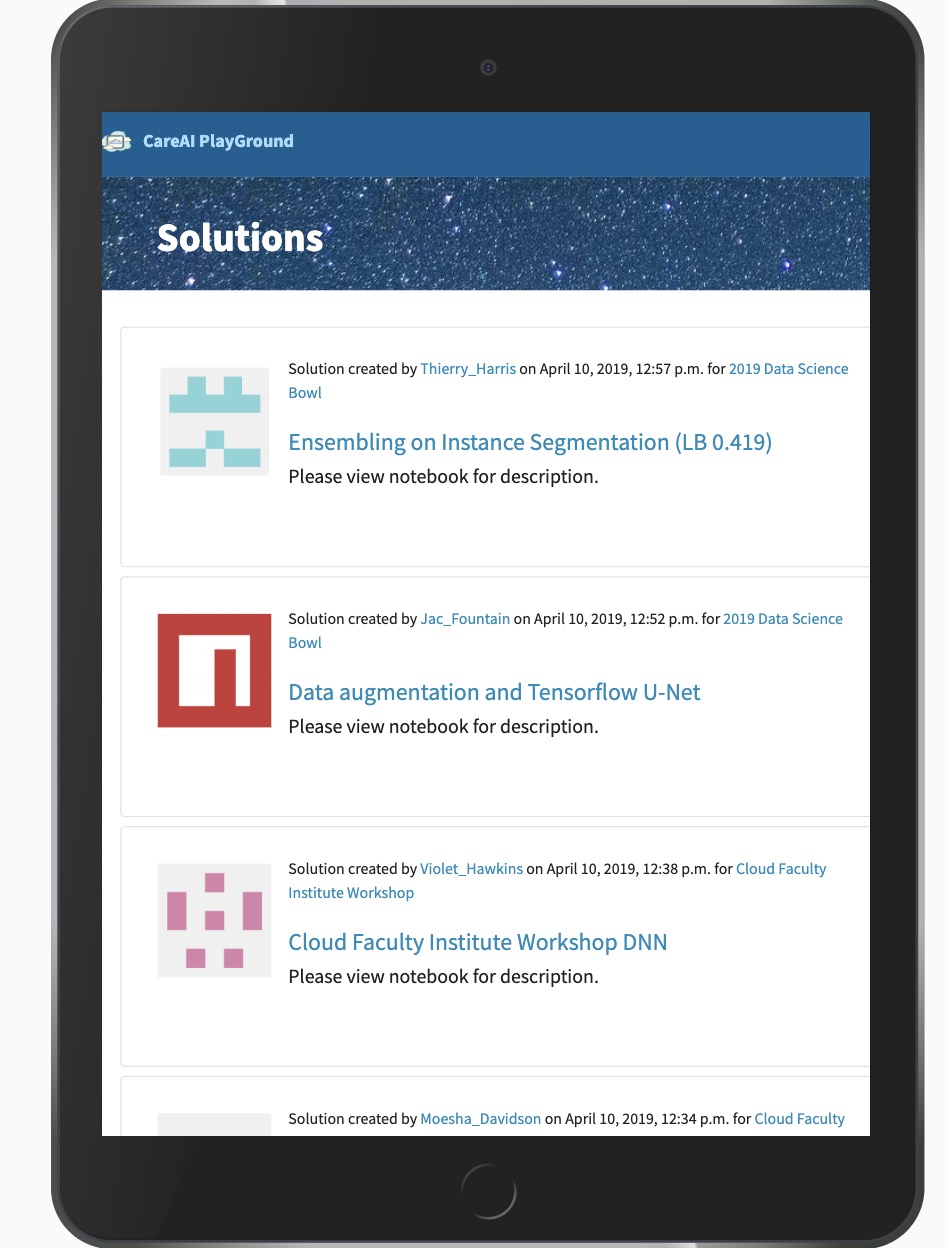 CareAI PlayGround
Solutions
Solution created by Thierry_Harris on April 10, 2019, 12:57 p.m. for 2019 Data Science
Bowl
Ensembling on Instance Segmentation (LB 0.419)
Please view notebook for description.
Solution created by Jac_Fountain on April 10, 2019, 12:52 p.m. for 2019 Data Science
Bowl
Data augmentation and Tensorflow U-Net
Please view notebook for description.
Solution created by Violet_Hawkins on April 10, 2019, 12:38 p.m. for Cloud Faculty
Institute Workshop
Cloud Faculty Institute Workshop DNN
Please view notebook for description.
Solution created by Moesha_Davidson on April 10, 2019, 12:34 p.m. for Cloud Faculty